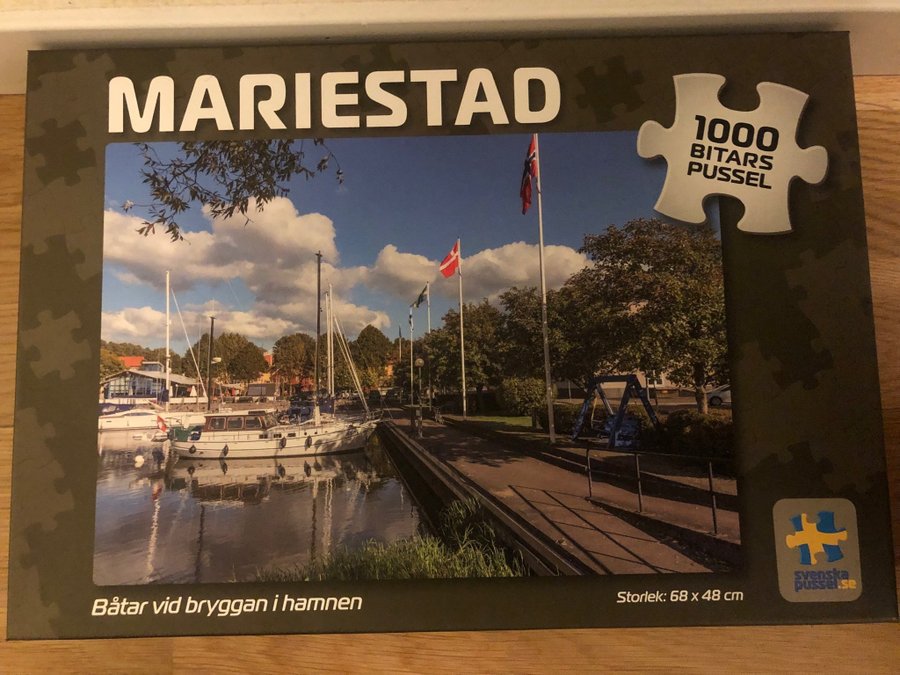 MARIESTAD
1000
BITARS
PUSSEL
Båtar vid bryggan i hamnen
Storlek: 68 x 48 cm
svenska
pussel.se